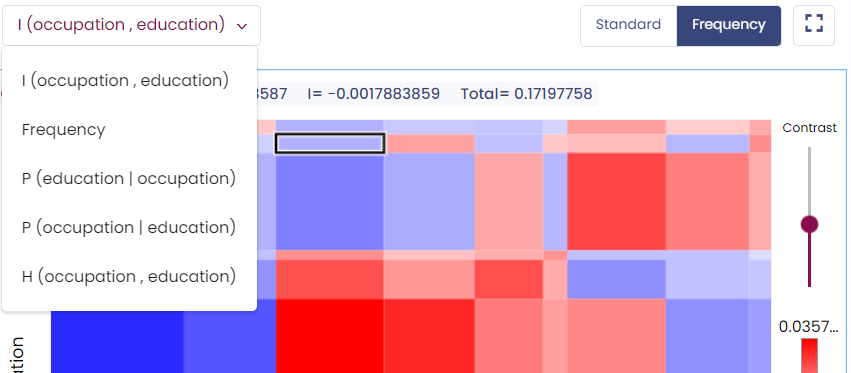 I (occupation , education)
Standard
Frequency
I (occupation , education)
Frequency
P (education | occupation)
P (occupation | education)
H (occupation , education)
3587 I= -0.0017883859 Total= 0.17197758
Contrast
0.0357...